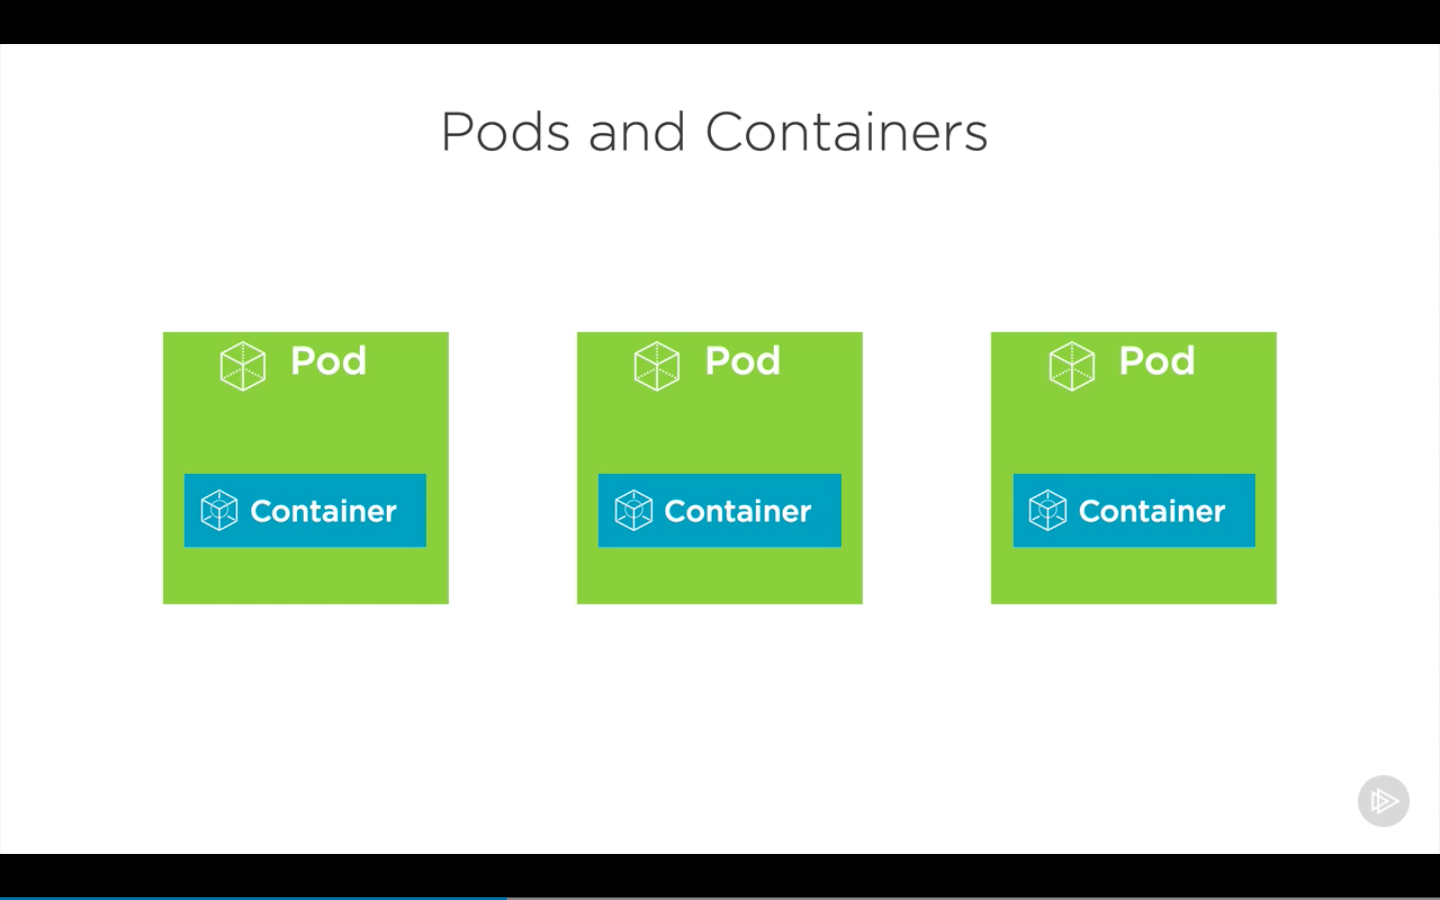 Pods and Containers
Pod
Pod
Pod
Container
Container
Container